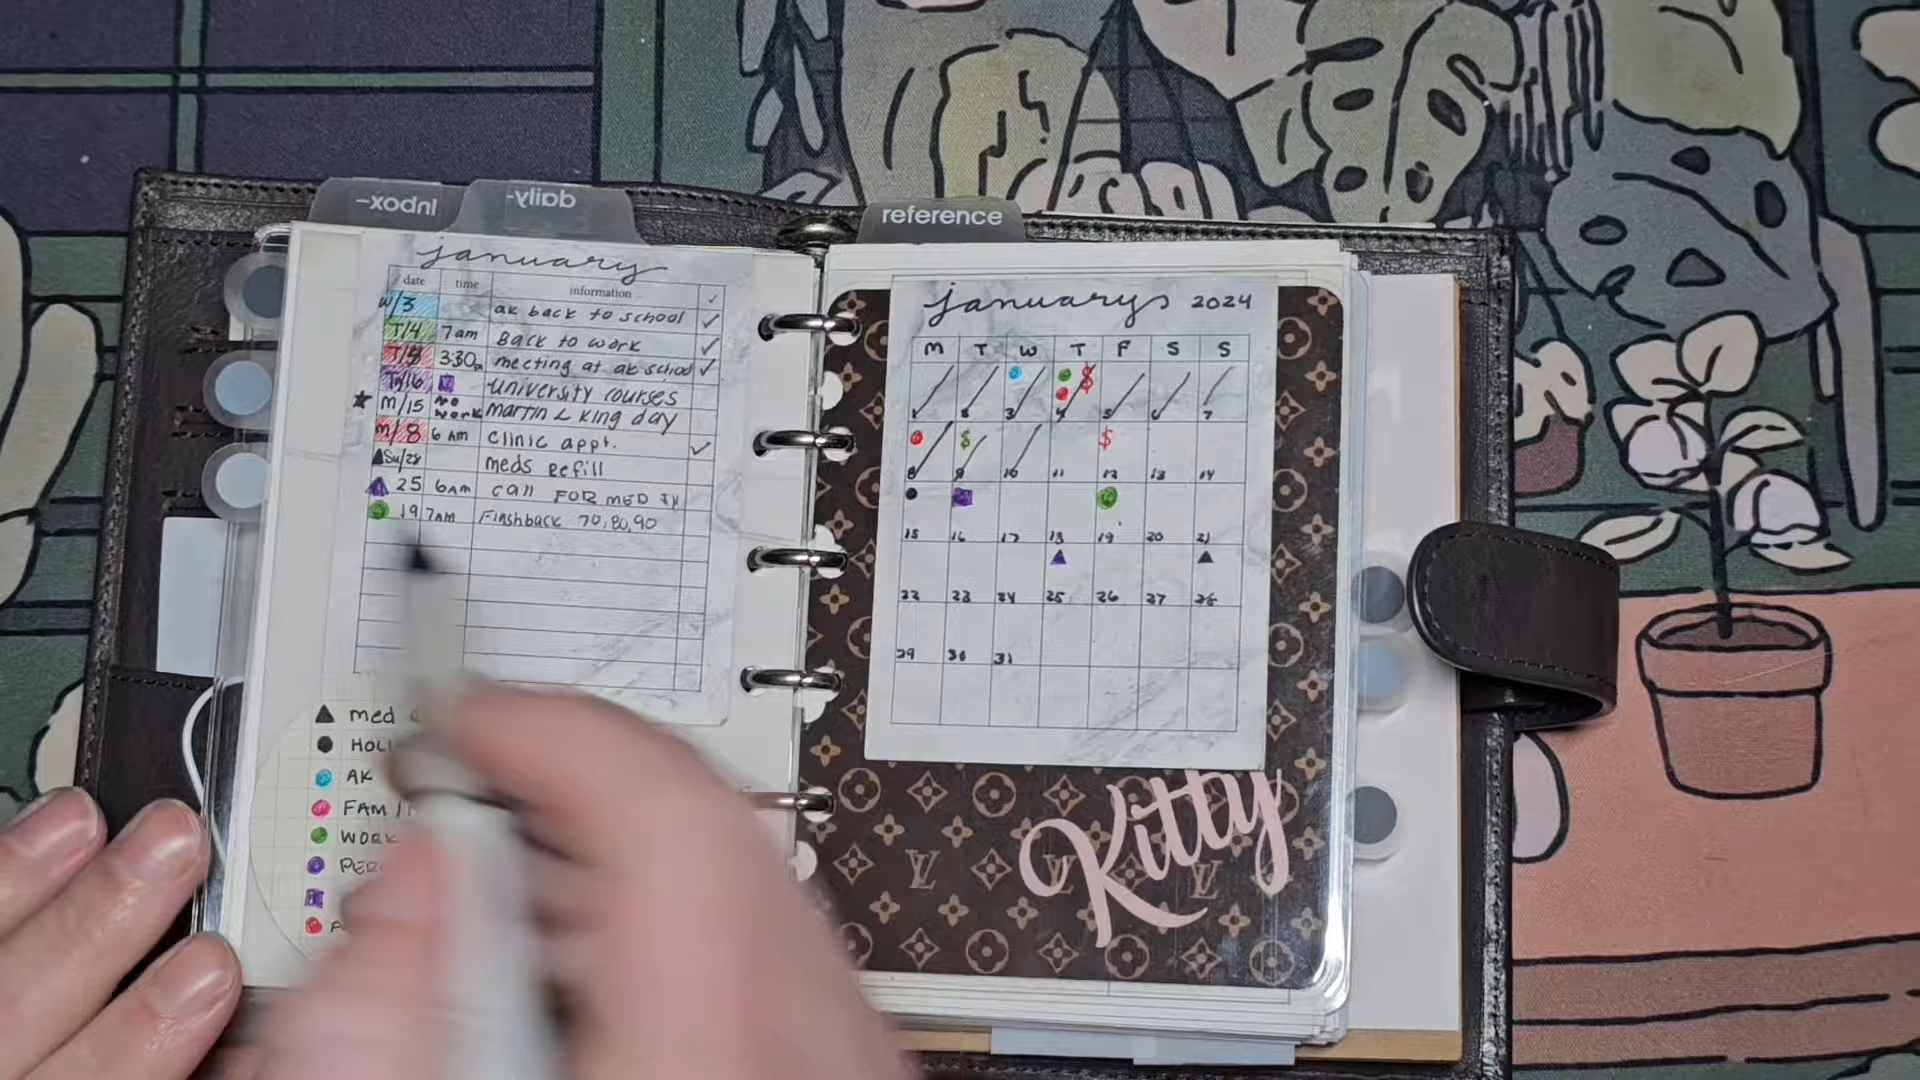 Inbox-
daily-
reference
january
date time information ✓
W/3 ak back to school ✓
T/4 7am Back to work ✓
T/8 3:30 meeting at ak school ✓
T/16 university courses
★ M/15 No work martin L king day
M/8 6 AM clinic appt. ✓
▲ Su/28 meds Refill
▲ 25 6AM call FOR MED
19 7AM Flashback 70,80,90
▲ med
● HOL
AK
FAM/
WORK
PER
january 2024
M T W T F S S
1 2 3 4 $ 5 6 7
8 9 $ 10 11 12 $ 13 14
15 16 17 18 19 20 21
22 23 24 25 26 27 28
29 30 31
Kitty